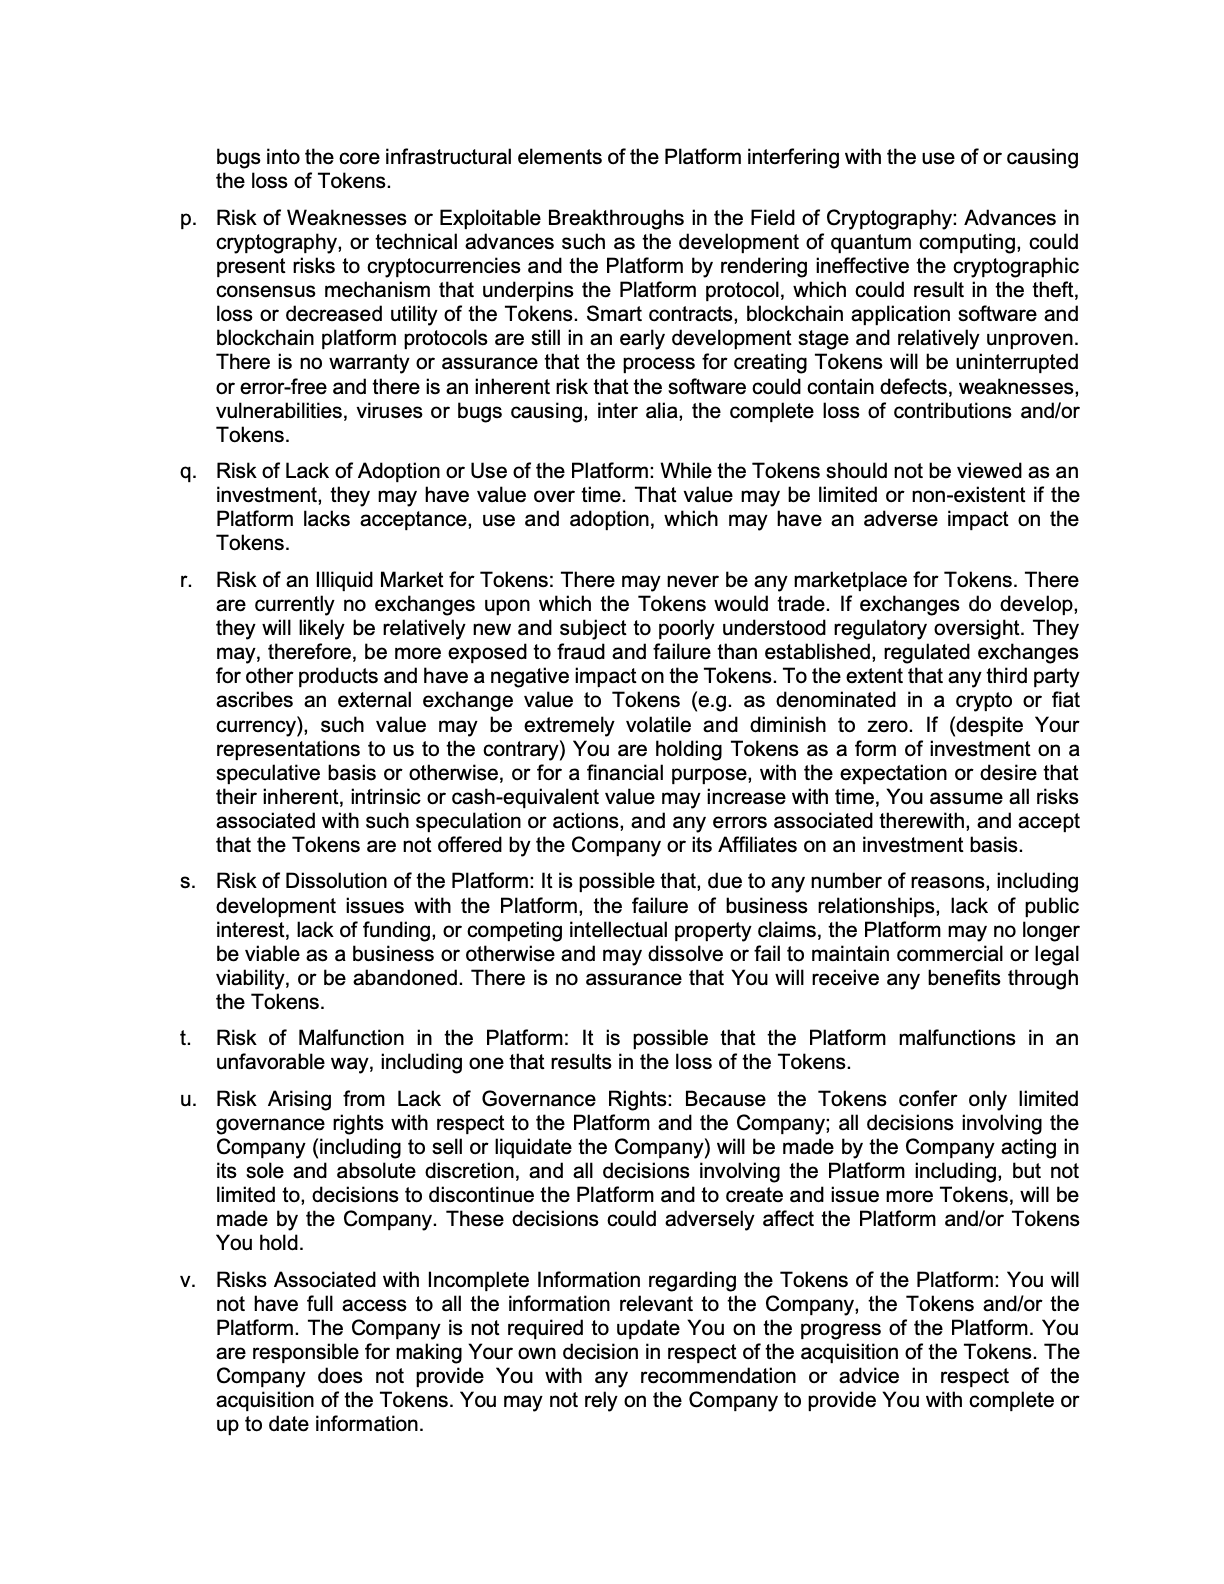 bugs into the core infrastructural elements of the Platform interfering with the use of or causing
the loss of Tokens.
p. Risk of Weaknesses or Exploitable Breakthroughs in the Field of Cryptography: Advances in
cryptography, or technical advances such as the development of quantum computing, could
present risks to cryptocurrencies and the Platform by rendering ineffective the cryptographic
consensus mechanism that underpins the Platform protocol, which could result in the theft,
loss or decreased utility of the Tokens. Smart contracts, blockchain application software and
blockchain platform protocols are still in an early development stage and relatively unproven.
There is no warranty or assurance that the process for creating Tokens will be uninterrupted
or error-free and there is an inherent risk that the software could contain defects, weaknesses,
vulnerabilities, viruses or bugs causing, inter alia, the complete loss of contributions and/or
Tokens.
q. Risk of Lack of Adoption or Use of the Platform: While the Tokens should not be viewed as an
investment, they may have value over time. That value may be limited or non-existent if the
Platform lacks acceptance, use and adoption, which may have an adverse impact on the
Tokens.
r. Risk of an Illiquid Market for Tokens: There may never be any marketplace for Tokens. There
are currently no exchanges upon which the Tokens would trade. If exchanges do develop,
they will likely be relatively new and subject to poorly understood regulatory oversight. They
may, therefore, be more exposed to fraud and failure than established, regulated exchanges
for other products and have a negative impact on the Tokens. To the extent that any third party
ascribes an external exchange value to Tokens (e.g. as denominated in a crypto or fiat
currency), such value may be extremely volatile and diminish to zero. If (despite Your
representations to us to the contrary) You are holding Tokens as a form of investment on a
speculative basis or otherwise, or for a financial purpose, with the expectation or desire that
their inherent, intrinsic or cash-equivalent value may increase with time, You assume all risks
associated with such speculation or actions, and any errors associated therewith, and accept
that the Tokens are not offered by the Company or its Affiliates on an investment basis.
s. Risk of Dissolution of the Platform: It is possible that, due to any number of reasons, including
development issues with the Platform, the failure of business relationships, lack of public
interest, lack of funding, or competing intellectual property claims, the Platform may no longer
be viable as a business or otherwise and may dissolve or fail to maintain commercial or legal
viability, or be abandoned. There is no assurance that You will receive any benefits through
the Tokens.
t. Risk of Malfunction in the Platform: It is possible that the Platform malfunctions in an
unfavorable way, including one that results in the loss of the Tokens.
u. Risk Arising from Lack of Governance Rights: Because the Tokens confer only limited
governance rights with respect to the Platform and the Company; all decisions involving the
Company (including to sell or liquidate the Company) will be made by the Company acting in
its sole and absolute discretion, and all decisions involving the Platform including, but not
limited to, decisions to discontinue the Platform and to create and issue more Tokens, will be
made by the Company. These decisions could adversely affect the Platform and/or Tokens
You hold.
v. Risks Associated with Incomplete Information regarding the Tokens of the Platform: You will
not have full access to all the information relevant to the Company, the Tokens and/or the
Platform. The Company is not required to update You on the progress of the Platform. You
are responsible for making Your own decision in respect of the acquisition of the Tokens. The
Company does not provide You with any recommendation or advice in respect of the
acquisition of the Tokens. You may not rely on the Company to provide You with complete or
up to date information.